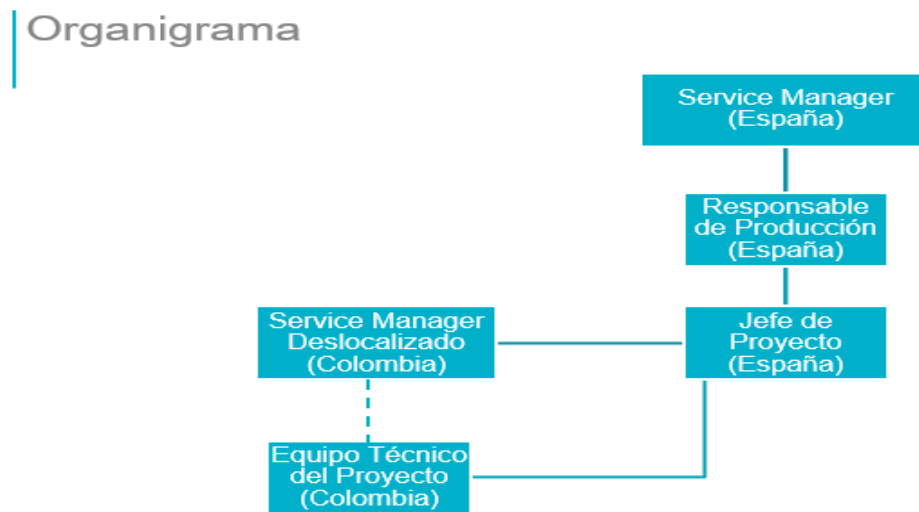 Organigrama
Service Manager
(España)
Responsable
de Producción
(España)
Service Manager
Deslocalizado
(Colombia)
Jefe de
Proyecto
(España)
Equipo Técnico
del Proyecto
(Colombia)